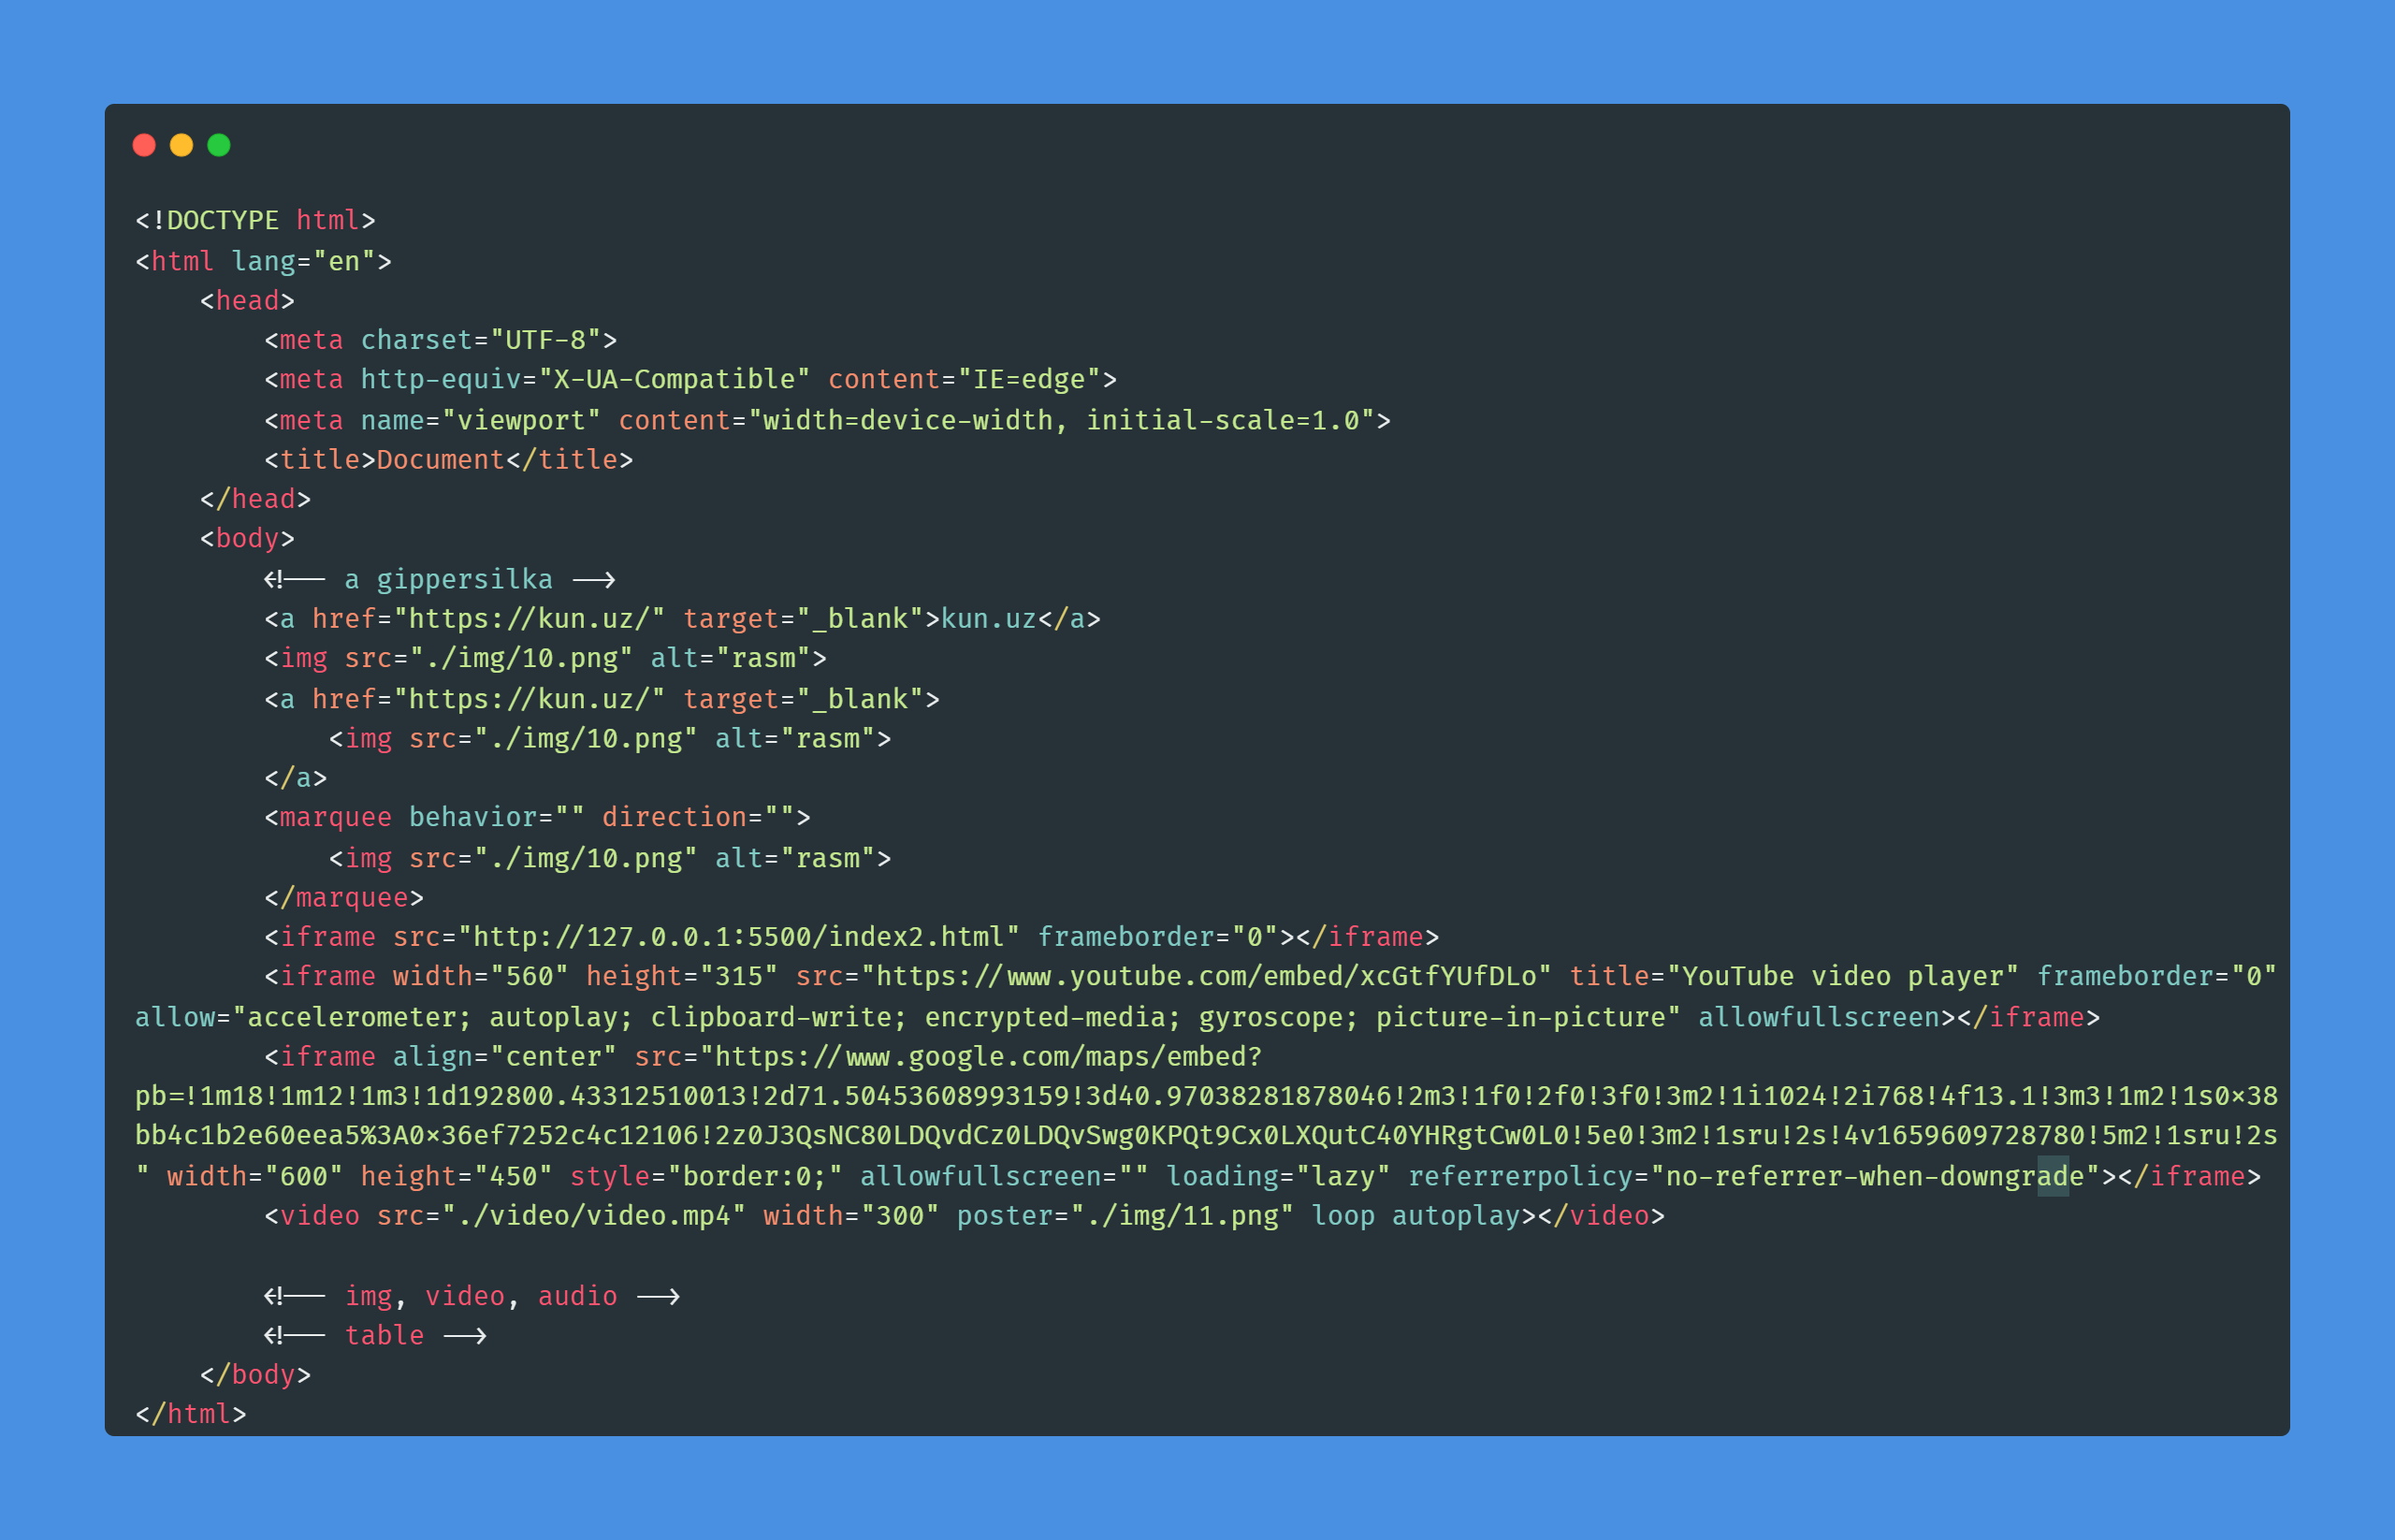 <!DOCTYPE html>
<html lang="en">
    <head>
        <meta charset="UTF-8">
        <meta http-equiv="X-UA-Compatible" content="IE=edge">
        <meta name="viewport" content="width=device-width, initial-scale=1.0">
        <title>Document</title>
    </head>
    <body>
        <!-- a gippersilka -->
        <a href="https://kun.uz/" target="_blank">kun.uz</a>
        <img src="./img/10.png" alt="rasm">
        <a href="https://kun.uz/" target="_blank">
            <img src="./img/10.png" alt="rasm">
        </a>
        <marquee behavior="" direction="">
            <img src="./img/10.png" alt="rasm">
        </marquee>
        <iframe src="http://127.0.0.1:5500/index2.html" frameborder="0"></iframe>
        <iframe width="560" height="315" src="https://www.youtube.com/embed/xcGtfYUfDLo" title="YouTube video player" frameborder="0"
allow="accelerometer; autoplay; clipboard-write; encrypted-media; gyroscope; picture-in-picture" allowfullscreen></iframe>
        <iframe align="center" src="https://www.google.com/maps/embed?
pb=!1m18!1m12!1m3!1d192800.43312510013!2d71.50453608993159!3d40.97038281878046!2m3!1f0!2f0!3f0!3m2!1i1024!2i768!4f13.1!3m3!1m2!1s0x38
bb4c1b2e60eea5%3A0x36ef7252c4c12106!2z0J3QsNC80LDQvdCz0LDQvSwg0KPQt9Cx0LXQutC40YHRgtCw0L0!5e0!3m2!1sru!2s!4v1659609728780!5m2!1sru!2s
" width="600" height="450" style="border:0;" allowfullscreen="" loading="lazy" referrerpolicy="no-referrer-when-downgrade"></iframe>
        <video src="./video/video.mp4" width="300" poster="./img/11.png" loop autoplay></video>

        <!-- img, video, audio -->
        <!-- table -->
    </body>
</html>